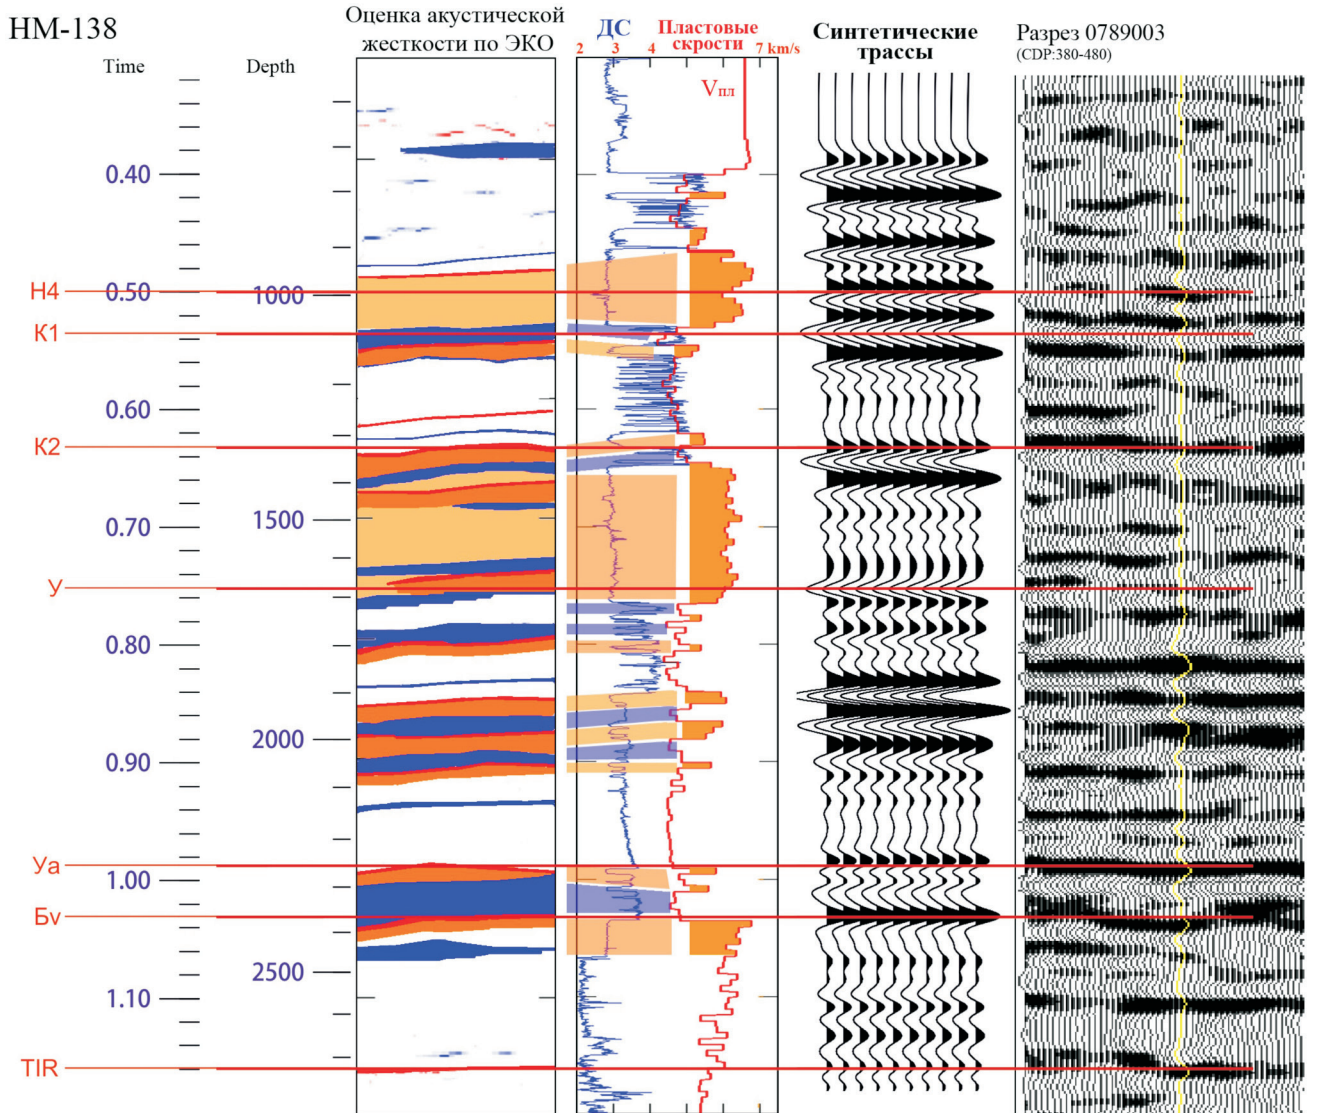 НМ-138
Оценка акустической
жесткости по ЭКО
ДС
Пластовые
скрости
2 3 4 7 km/s
Vпл
Синтетические
трассы
Разрез 0789003
(CDP:380-480)
Time
Depth
0.40
Н4
0.50
1000
К1
0.60
К2
1500
0.70
У
0.80
2000
0.90
Уа
1.00
Бv
2500
1.10
TIR